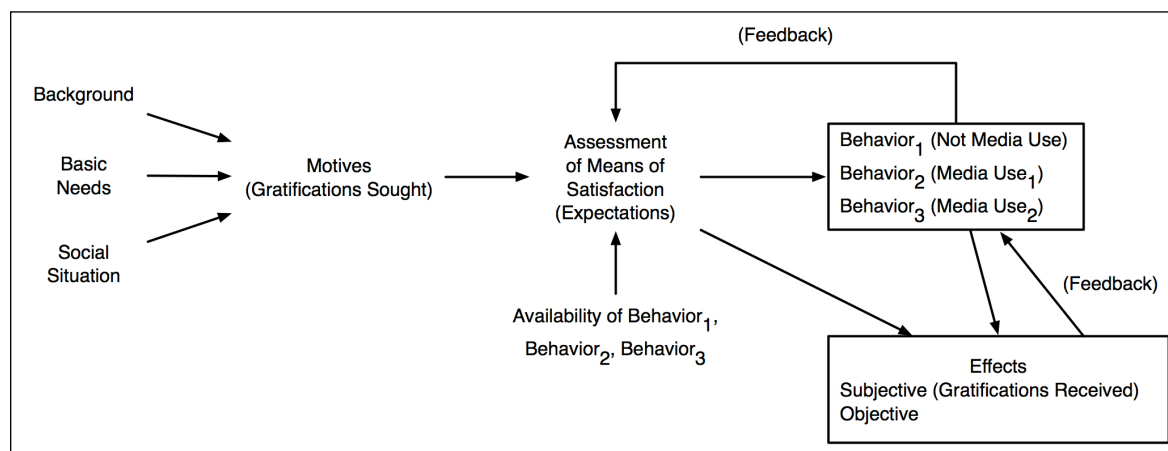 (Feedback)
Background
Basic
Needs
Social
Situation
Motives
(Gratifications Sought)
Assessment
of Means of
Satisfaction
(Expectations)
Availability of Behavior₁,
Behavior₂, Behavior₃
Behavior₁ (Not Media Use)
Behavior₂ (Media Use₁)
Behavior₃ (Media Use₂)
(Feedback)
Effects
Subjective (Gratifications Received)
Objective